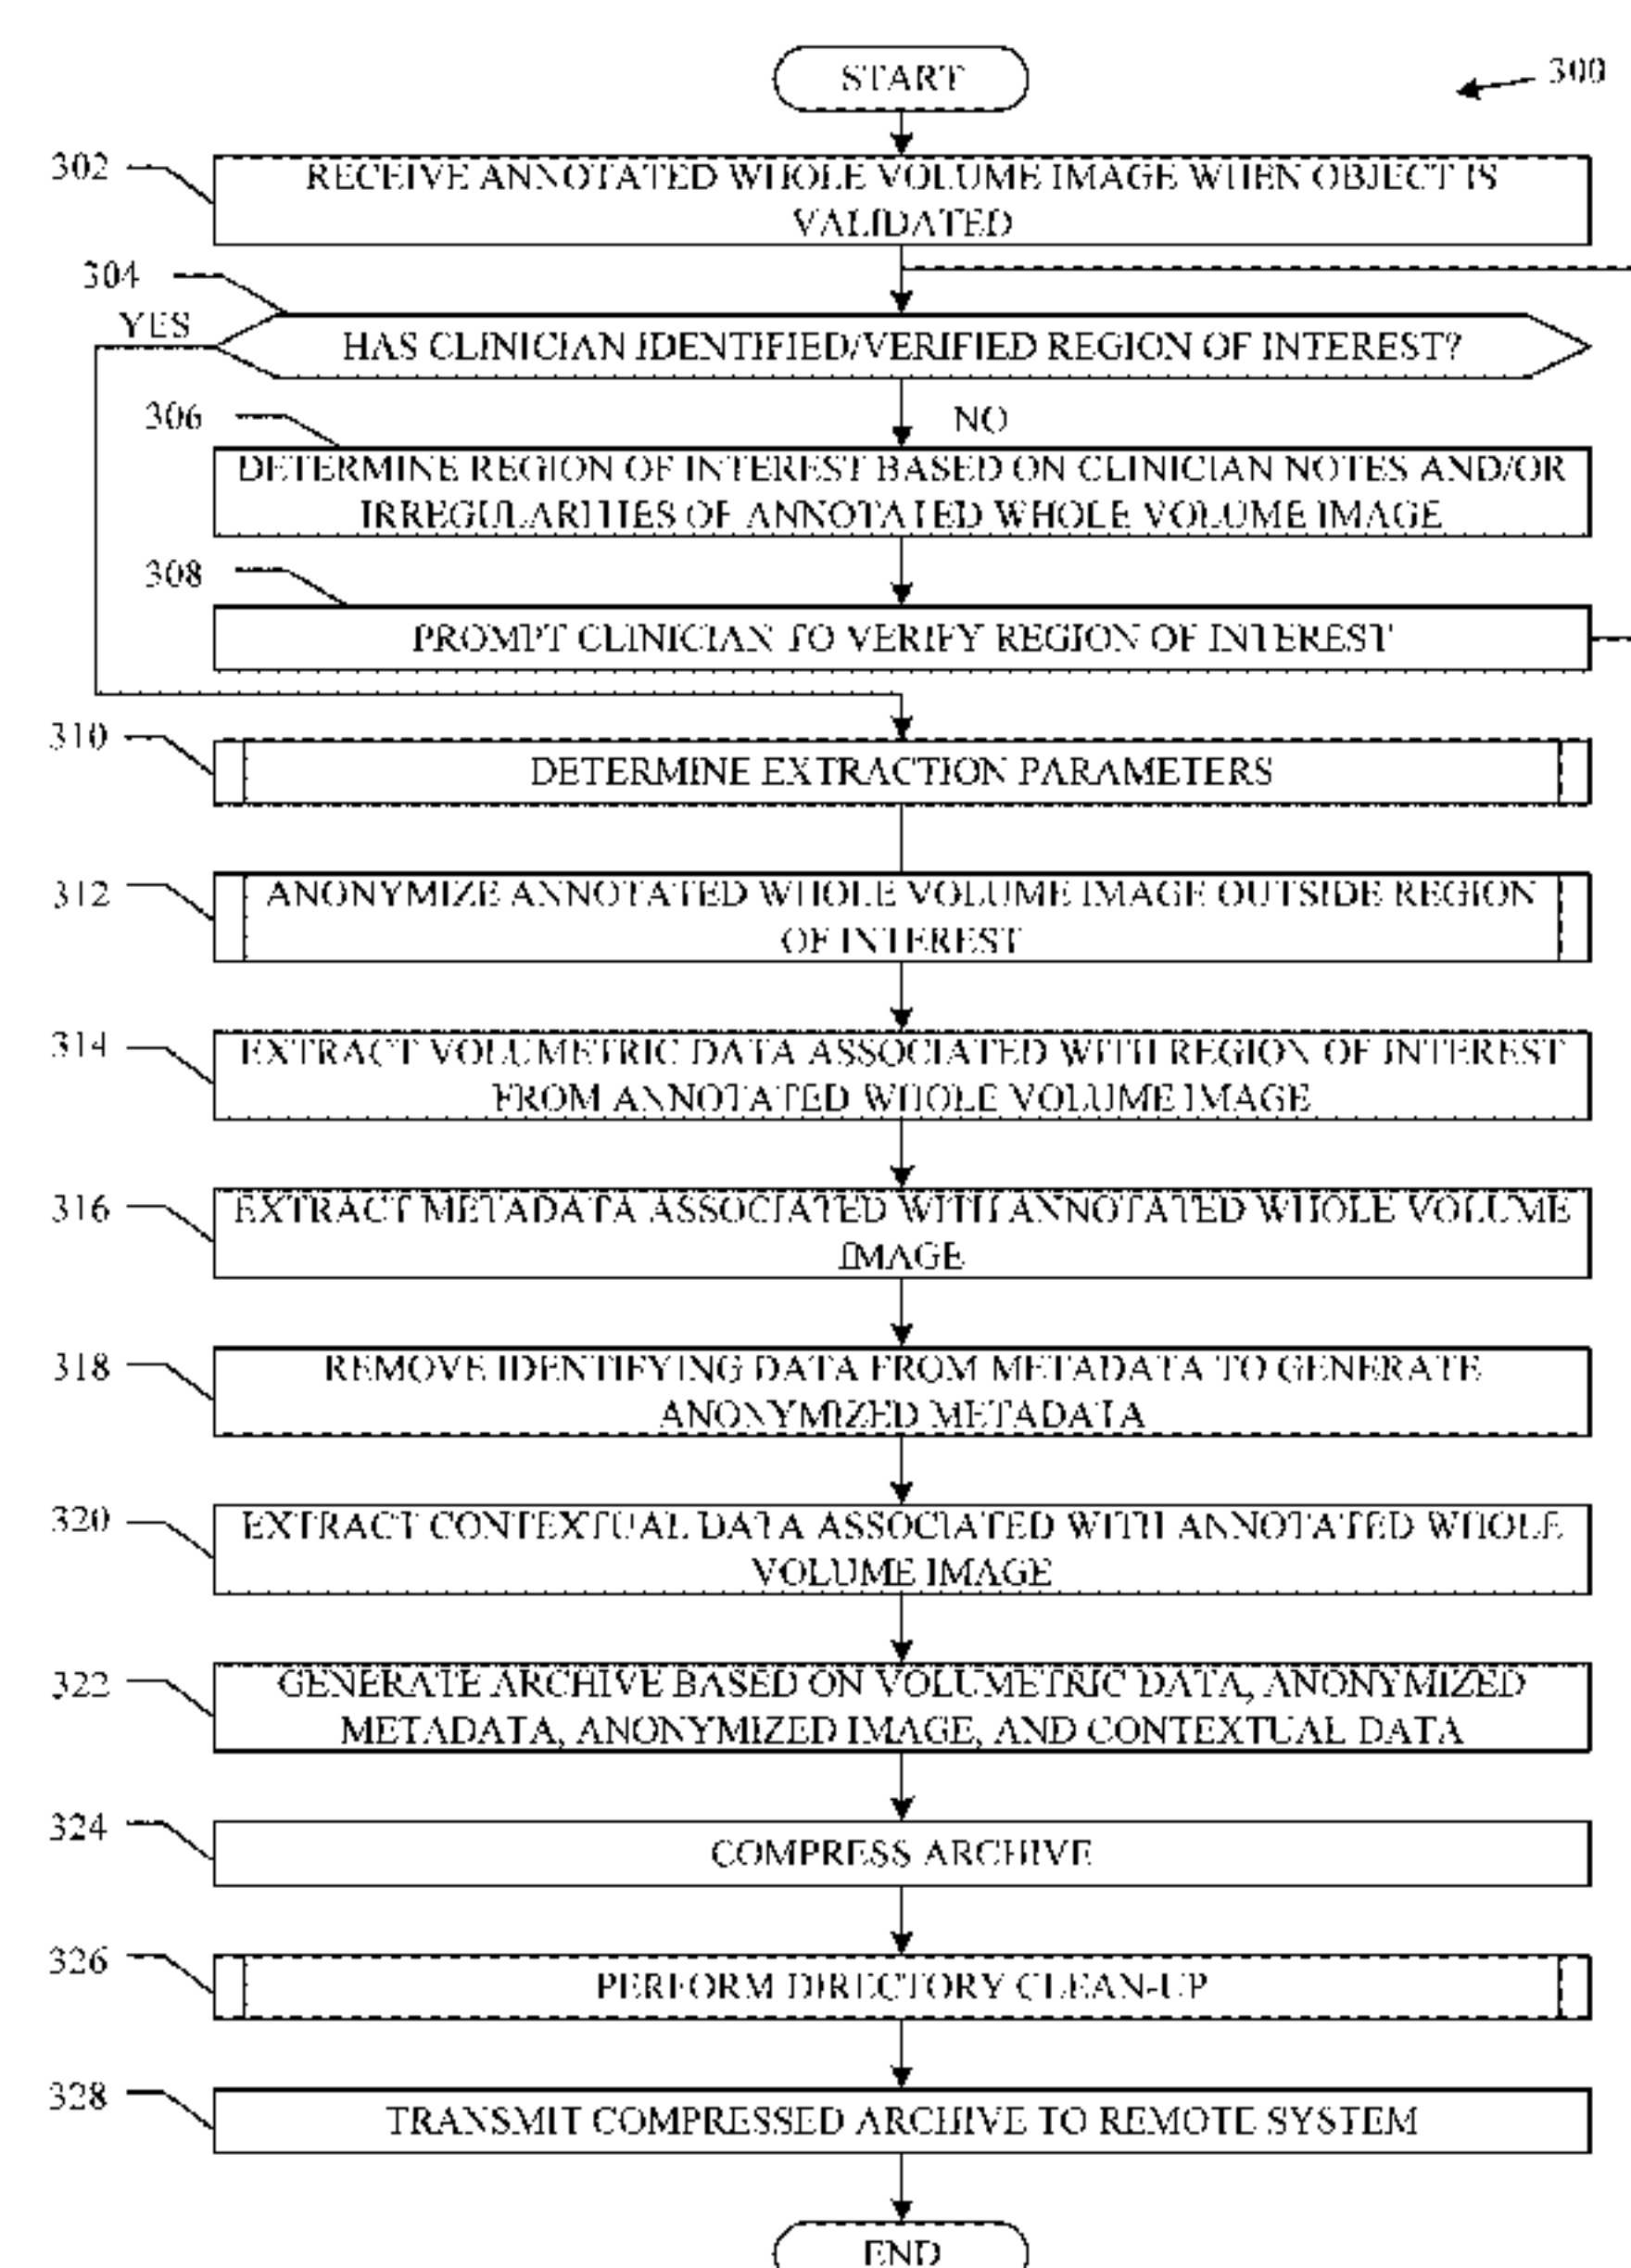 START
300
302
RECEIVE ANNOTATED WHOLE VOLUME IMAGE WHEN OBJECT IS
VALIDATED
304
YES
HAS CLINICIAN IDENTIFIED/VERIFIED REGION OF INTEREST?
NO
306
DETERMINE REGION OF INTEREST BASED ON CLINICIAN NOTES AND/OR
IRREGULARITIES OF ANNOTATED WHOLE VOLUME IMAGE
308
PROMPT CLINICIAN TO VERIFY REGION OF INTEREST
310
DETERMINE EXTRACTION PARAMETERS
312
ANONYMIZE ANNOTATED WHOLE VOLUME IMAGE OUTSIDE REGION
OF INTEREST
314
EXTRACT VOLUMETRIC DATA ASSOCIATED WITH REGION OF INTEREST
FROM ANNOTATED WHOLE VOLUME IMAGE
316
EXTRACT METADATA ASSOCIATED WITH ANNOTATED WHOLE VOLUME
IMAGE
318
REMOVE IDENTIFYING DATA FROM METADATA TO GENERATE
ANONYMIZED METADATA
320
EXTRACT CONTEXTUAL DATA ASSOCIATED WITH ANNOTATED WHOLE
VOLUME IMAGE
322
GENERATE ARCHIVE BASED ON VOLUMETRIC DATA, ANONYMIZED
METADATA, ANONYMIZED IMAGE, AND CONTEXTUAL DATA
324
COMPRESS ARCHIVE
326
PERFORM DIRECTORY CLEAN-UP
328
TRANSMIT COMPRESSED ARCHIVE TO REMOTE SYSTEM
END